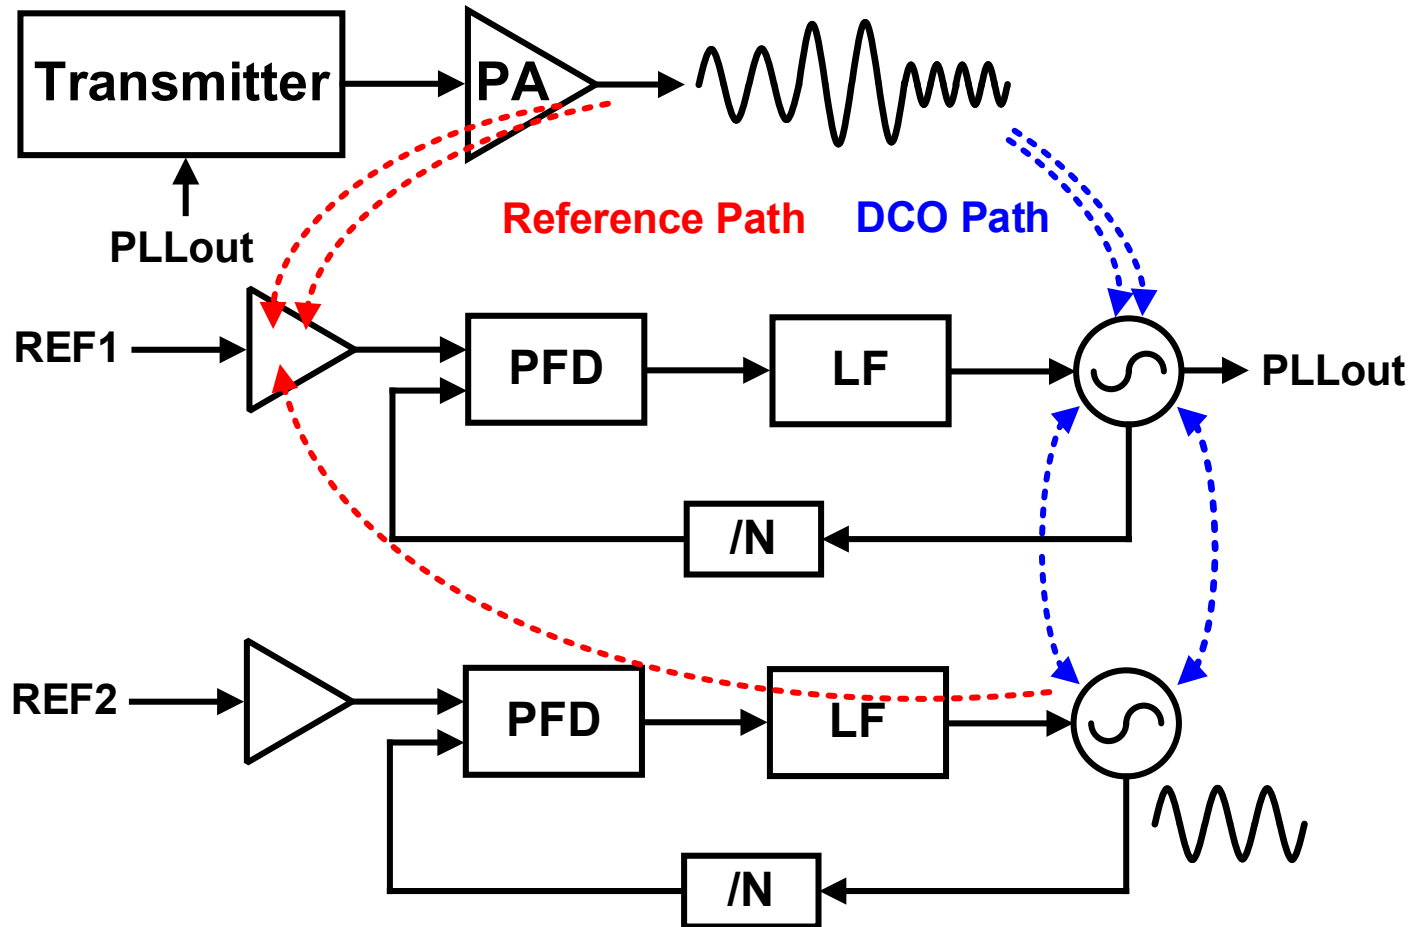 Transmitter
PA
PLLout
Reference Path
DCO Path
REF1
PFD
LF
PLLout
/N
REF2
PFD
LF
/N